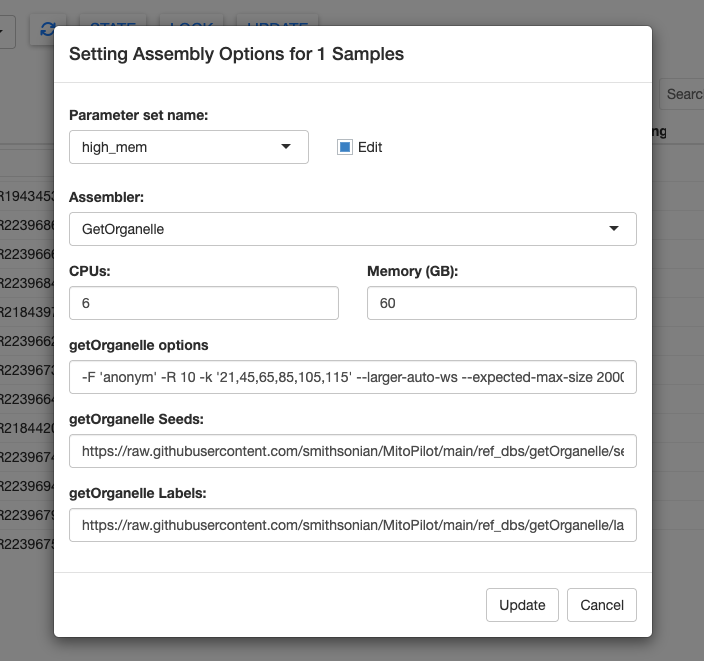 STATE LOCK UPDATE
Setting Assembly Options for 1 Samples
Searc
Parameter set name:
ng
high_mem
Edit
Assembler:
R1943453
R2239686
GetOrganelle
R2239666
CPUs: Memory (GB):
R2239684
6 60
R2184397
getOrganelle options
R2239662
-F 'anonym' -R 10 -k '21,45,65,85,105,115' --larger-auto-ws --expected-max-size 2000
R2239673
R2239664
getOrganelle Seeds:
R2184420
https://raw.githubusercontent.com/smithsonian/MitoPilot/main/ref_dbs/getOrganelle/se
R2239674
R2239694
getOrganelle Labels:
R2239679
https://raw.githubusercontent.com/smithsonian/MitoPilot/main/ref_dbs/getOrganelle/la
R2239675
Update Cancel